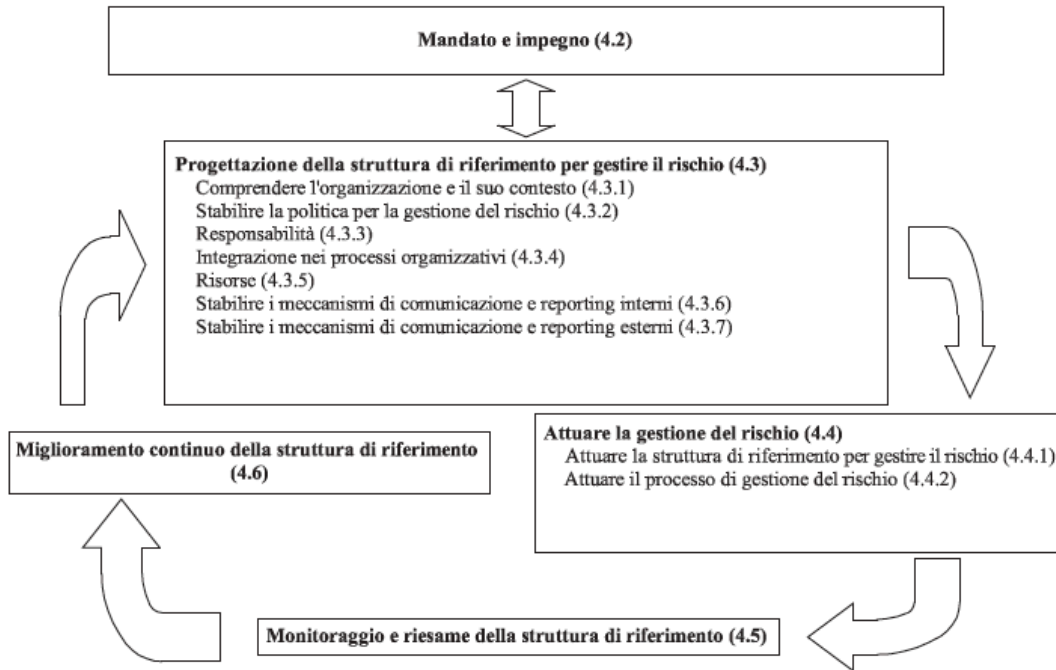 Mandato e impegno (4.2)
Progettazione della struttura di riferimento per gestire il rischio (4.3)
Comprendere l'organizzazione e il suo contesto (4.3.1)
Stabilire la politica per la gestione del rischio (4.3.2)
Responsabilità (4.3.3)
Integrazione nei processi organizzativi (4.3.4)
Risorse (4.3.5)
Stabilire i meccanismi di comunicazione e reporting interni (4.3.6)
Stabilire i meccanismi di comunicazione e reporting esterni (4.3.7)
Attuare la gestione del rischio (4.4)
Attuare la struttura di riferimento per gestire il rischio (4.4.1)
Attuare il processo di gestione del rischio (4.4.2)
Monitoraggio e riesame della struttura di riferimento (4.5)
Miglioramento continuo della struttura di riferimento
(4.6)